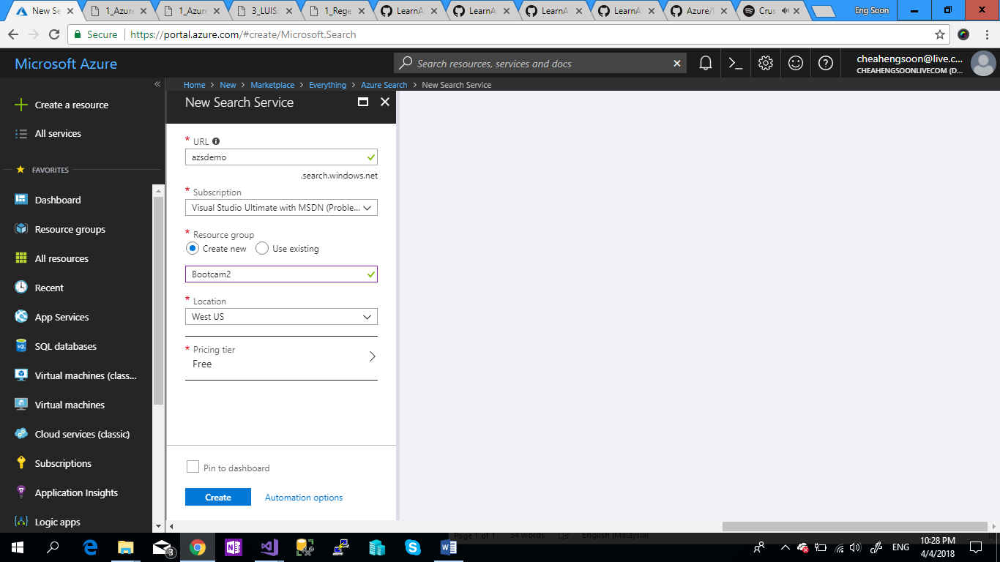 New Se
1_Azure
1_Azure
3_LUIS:
1_Rege
LearnA
LearnA
LearnA
LearnA
Azure/
Crus
Eng Soon
Secure
https://portal.azure.com/#create/Microsoft.Search
Microsoft Azure
Search resources, services and docs
cheahengsoon@live.c...
CHEAHENGSOONLIVECOM (D...
Home > New > Marketplace > Everything > Azure Search > New Search Service
Create a resource
All services
FAVORITES
Dashboard
Resource groups
All resources
Recent
App Services
SQL databases
Virtual machines (class...
Virtual machines
Cloud services (classic)
Subscriptions
Application Insights
Logic apps
New Search Service
* URL
azsdemo
.search.windows.net
* Subscription
Visual Studio Ultimate with MSDN (Proble...
* Resource group
Create new
Use existing
Bootcam2
* Location
West US
* Pricing tier
Free
Pin to dashboard
Create
Automation options
Page 1 of 1
34 words
English (Malaysia)
3
ENG
10:28 PM
4/4/2018